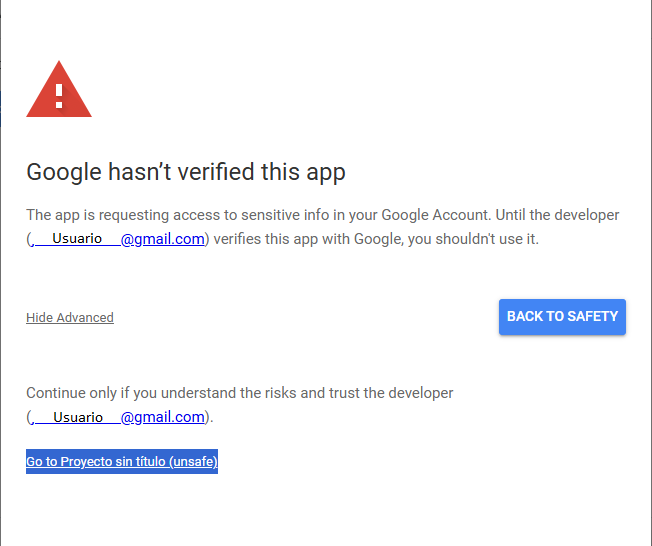 Google hasn’t verified this app
The app is requesting access to sensitive info in your Google Account. Until the developer
(, Usuario @gmail.com) verifies this app with Google, you shouldn't use it.
Hide Advanced
BACK TO SAFETY
Continue only if you understand the risks and trust the developer
(, Usuario @gmail.com).
Go to Proyecto sin título (unsafe)